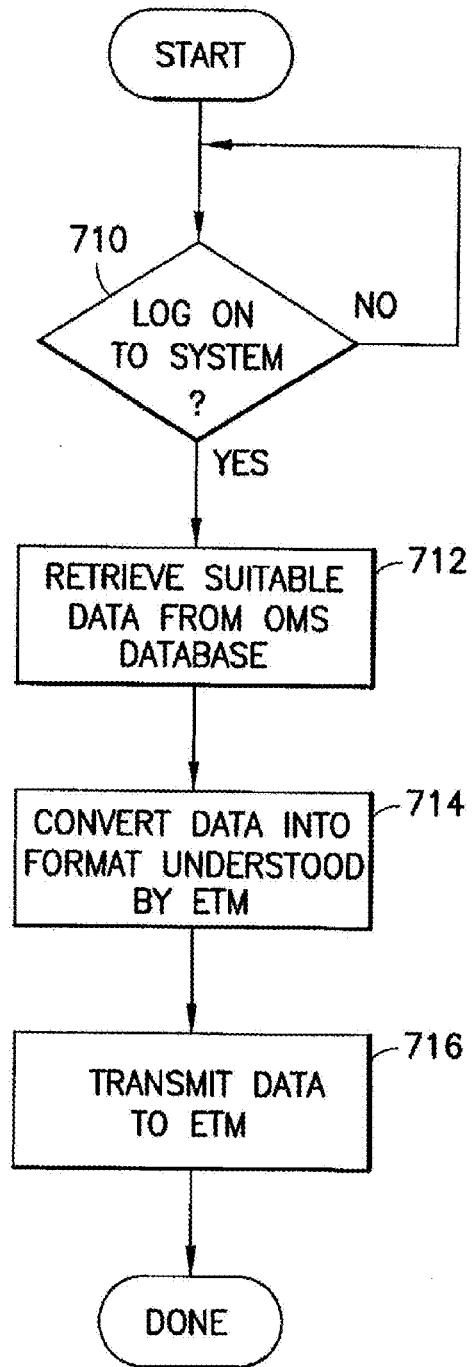 START
710
LOG ON
TO SYSTEM
?
NO
YES
712
RETRIEVE SUITABLE
DATA FROM OMS
DATABASE
714
CONVERT DATA INTO
FORMAT UNDERSTOOD
BY ETM
716
TRANSMIT DATA
TO ETM
DONE